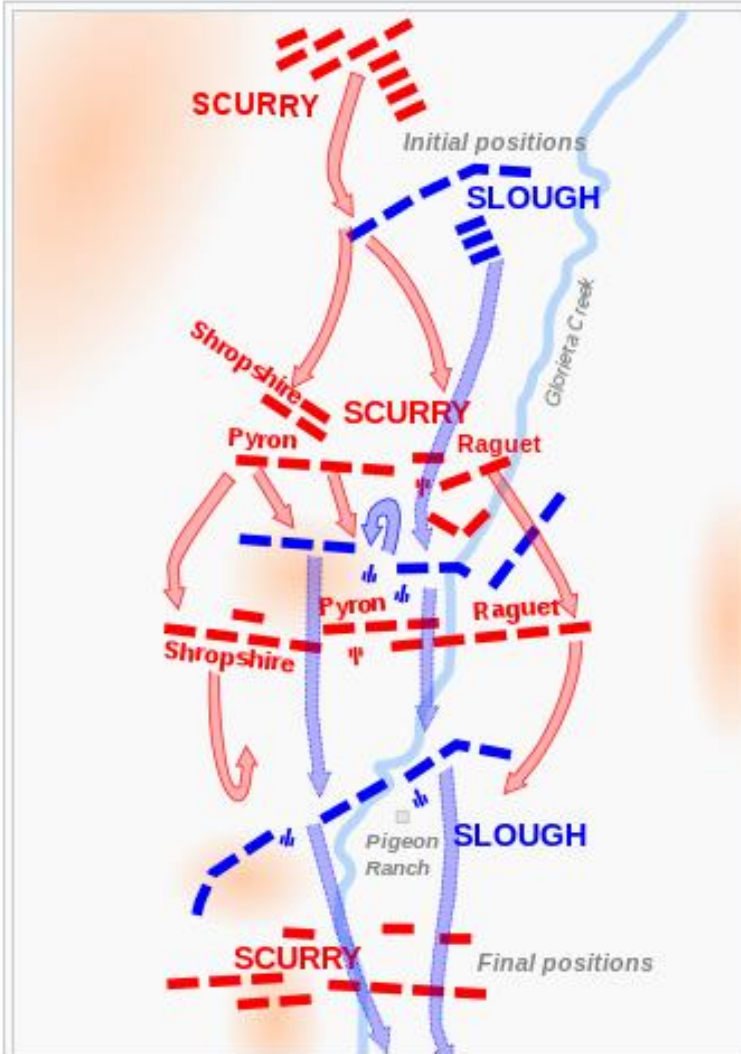 SCURRY
Initial positions
SLOUGH
Glorieta Creek
Shropshire
SCURRY
Pyron
Raguet
Pyron
Raguet
Shropshire
Pigeon
Ranch
SLOUGH
SCURRY
Final positions